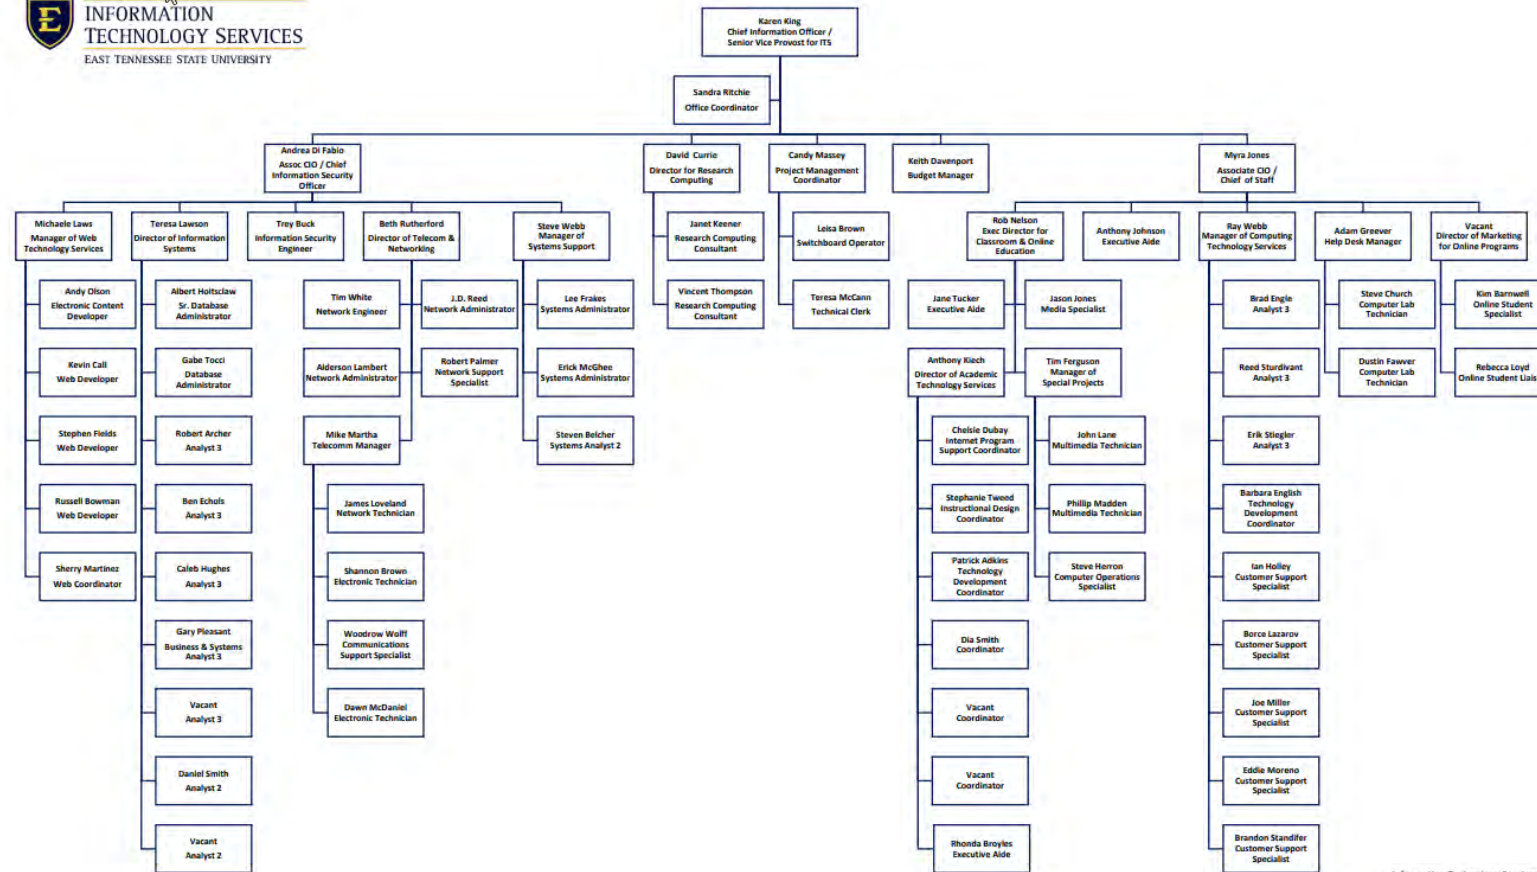 INFORMATION
TECHNOLOGY SERVICES
EAST TENNESSEE STATE UNIVERSITY
Karen King
Chief Information Officer /
Senior Vice Provost for ITS
Sandra Ritchie
Office Coordinator
Andrea Di Fabio
Assoc CIO / Chief
Information Security
Officer
David Currie
Director for Research
Computing
Candy Massey
Project Management
Coordinator
Keith Davenport
Budget Manager
Myra Jones
Associate CIO /
Chief of Staff
Michaele Laws
Manager of Web
Technology Services
Teresa Lawson
Director of Information
Systems
Trey Buck
Information Security
Engineer
Beth Rutherford
Director of Telecom &
Networking
Steve Webb
Manager of
Systems Support
Janet Keener
Research Computing
Consultant
Leisa Brown
Switchboard Operator
Rob Nelson
Exec Director for
Classroom & Online
Education
Anthony Johnson
Executive Aide
Ray Webb
Manager of Computing
Technology Services
Adam Greever
Help Desk Manager
Vacant
Director of Marketing
for Online Programs
Andy Olson
Electronic Content
Developer
Albert Holtsclaw
Sr. Database
Administrator
Tim White
Network Engineer
J.D. Reed
Network Administrator
Lee Frakes
Systems Administrator
Vincent Thompson
Research Computing
Consultant
Teresa McCann
Technical Clerk
Jane Tucker
Executive Aide
Jason Jones
Media Specialist
Brad Engle
Analyst 3
Steve Church
Computer Lab
Technician
Kim Barnwell
Online Student
Specialist
Kevin Call
Web Developer
Gabe Tocci
Database
Administrator
Alderson Lambert
Network Administrator
Robert Palmer
Network Support
Specialist
Erick McGhee
Systems Administrator
Anthony Kiech
Director of Academic
Technology Services
Tim Ferguson
Manager of
Special Projects
Reed Sturdivant
Analyst 3
Dustin Fawver
Computer Lab
Technician
Rebecca Loyd
Online Student Liais
Stephen Fields
Web Developer
Robert Archer
Analyst 3
Mike Martha
Telecomm Manager
Steven Belcher
Systems Analyst 2
Chelsie Dubay
Internet Program
Support Coordinator
John Lane
Multimedia Technician
Erik Stiegler
Analyst 3
Russell Bowman
Web Developer
Ben Echols
Analyst 3
James Loveland
Network Technician
Stephanie Tweed
Instructional Design
Coordinator
Phillip Madden
Multimedia Technician
Barbara English
Technology
Development
Coordinator
Sherry Martinez
Web Coordinator
Caleb Hughes
Analyst 3
Shannon Brown
Electronic Technician
Patrick Adkins
Technology
Development
Coordinator
Steve Herron
Computer Operations
Specialist
Ian Holley
Customer Support
Specialist
Gary Pleasant
Business & Systems
Analyst 3
Woodrow Wolff
Communications
Support Specialist
Dia Smith
Coordinator
Borce Lazarov
Customer Support
Specialist
Vacant
Analyst 3
Dawn McDaniel
Electronic Technician
Vacant
Coordinator
Joe Miller
Customer Support
Specialist
Daniel Smith
Analyst 2
Vacant
Coordinator
Eddie Moreno
Customer Support
Specialist
Vacant
Analyst 2
Rhonda Broyles
Executive Aide
Brandon Standifer
Customer Support
Specialist